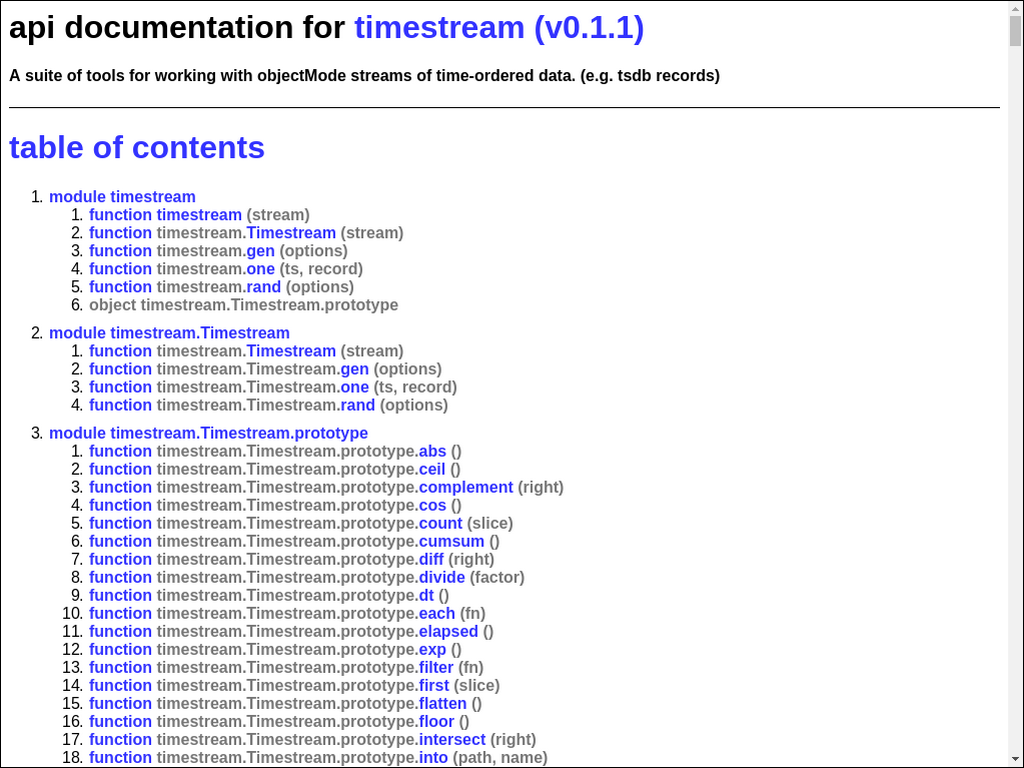 api documentation for timestream (v0.1.1)
A suite of tools for working with objectMode streams of time-ordered data. (e.g. tsdb records)
table of contents
1. module timestream
1. function timestream (stream)
2. function timestream.Timestream (stream)
3. function timestream.gen (options)
4. function timestream.one (ts, record)
5. function timestream.rand (options)
6. object timestream.Timestream.prototype
2. module timestream.Timestream
1. function timestream.Timestream (stream)
2. function timestream.Timestream.gen (options)
3. function timestream.Timestream.one (ts, record)
4. function timestream.Timestream.rand (options)
3. module timestream.Timestream.prototype
1. function timestream.Timestream.prototype.abs ()
2. function timestream.Timestream.prototype.ceil ()
3. function timestream.Timestream.prototype.complement (right)
4. function timestream.Timestream.prototype.cos ()
5. function timestream.Timestream.prototype.count (slice)
6. function timestream.Timestream.prototype.cumsum ()
7. function timestream.Timestream.prototype.diff (right)
8. function timestream.Timestream.prototype.divide (factor)
9. function timestream.Timestream.prototype.dt ()
10. function timestream.Timestream.prototype.each (fn)
11. function timestream.Timestream.prototype.elapsed ()
12. function timestream.Timestream.prototype.exp ()
13. function timestream.Timestream.prototype.filter (fn)
14. function timestream.Timestream.prototype.first (slice)
15. function timestream.Timestream.prototype.flatten ()
16. function timestream.Timestream.prototype.floor ()
17. function timestream.Timestream.prototype.intersect (right)
18. function timestream.Timestream.prototype.into (path, name)